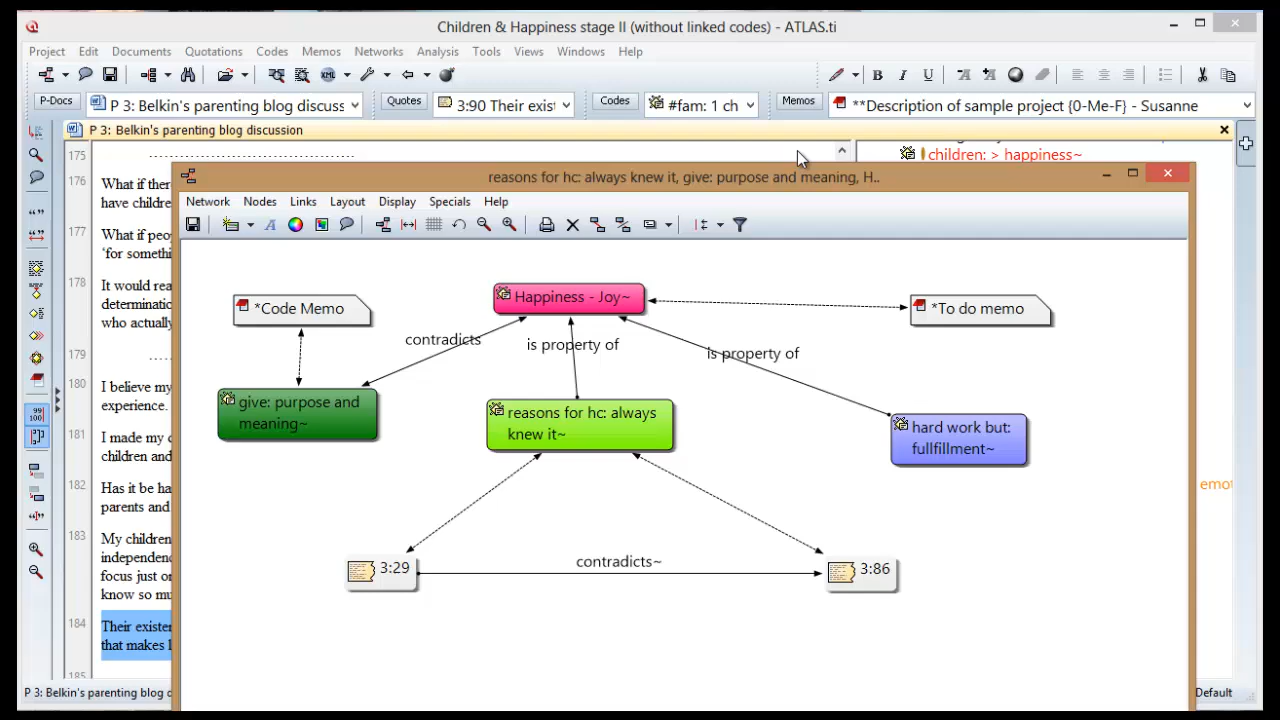 Children & Happiness stage II (without linked codes) - ATLAS.ti
Project Edit Documents Quotations Codes Memos Networks Analysis Tools Views Windows Help
P-Docs P 3: Belkin's parenting blog discuss Quotes 3:90 Their exist Codes #fam: 1 ch Memos **Description of sample project {0-Me-F} - Susanne
P 3: Belkin's parenting blog discussion
175
children: > happiness~
176 What if ther
have childre
177 What if peop
'for somethi
178 It would rea
determinatio
who actually
179
180 I believe my
experience.
181 I made my c
children and
182 Has it be ha
parents and
183 My children
independenc
focus just or
know so mu
184 Their existen
that makes l
185
emot
reasons for hc: always knew it, give: purpose and meaning, H..
Network Nodes Links Layout Display Specials Help
*Code Memo
Happiness - Joy~
*To do memo
contradicts
is property of
is property of
give: purpose and
meaning~
reasons for hc: always
knew it~
hard work but:
fullfillment~
3:29
contradicts~
3:86
P 3: Belkin's parenting blog d
Default